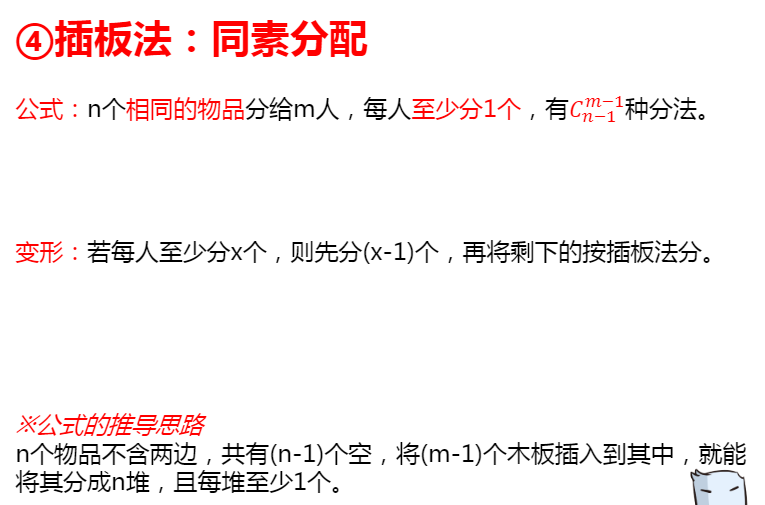 ④插板法：同素分配
公式：n个相同的物品分给m人，每人至少分1个，有$C_{n-1}^{m-1}$种分法。
变形：若每人至少分x个，则先分(x-1)个，再将剩下的按插板法分。
※公式的推导思路
n个物品不含两边，共有(n-1)个空，将(m-1)个木板插入到其中，就能
将其分成n堆，且每堆至少1个。